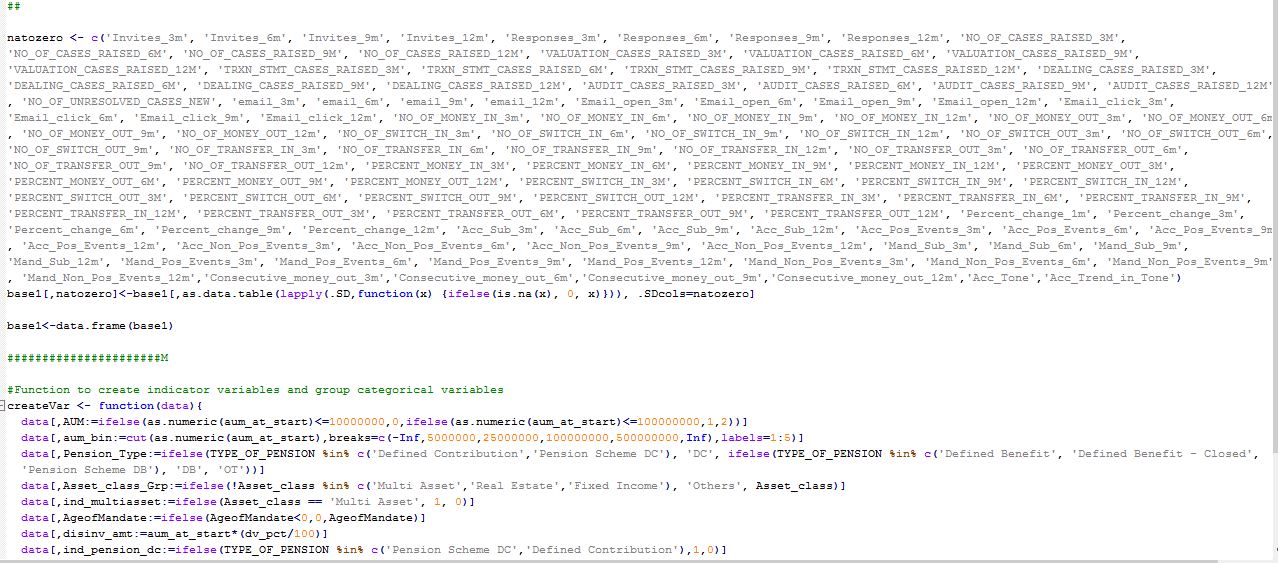 ##
natozero <- c('Invites_3m', 'Invites_6m', 'Invites_9m', 'Invites_12m', 'Responses_3m', 'Responses_6m', 'Responses_9m', 'Responses_12m', 'NO_OF_CASES_RAISED_3M',
'NO_OF_CASES_RAISED_6M', 'NO_OF_CASES_RAISED_9M', 'NO_OF_CASES_RAISED_12M', 'VALUATION_CASES_RAISED_3M', 'VALUATION_CASES_RAISED_6M', 'VALUATION_CASES_RAISED_9M',
'VALUATION_CASES_RAISED_12M', 'TRXN_STMT_CASES_RAISED_3M', 'TRXN_STMT_CASES_RAISED_6M', 'TRXN_STMT_CASES_RAISED_9M', 'TRXN_STMT_CASES_RAISED_12M', 'DEALING_CASES_RAISED_3M',
'DEALING_CASES_RAISED_6M', 'DEALING_CASES_RAISED_9M', 'DEALING_CASES_RAISED_12M', 'AUDIT_CASES_RAISED_3M', 'AUDIT_CASES_RAISED_6M', 'AUDIT_CASES_RAISED_9M', 'AUDIT_CASES_RAISED_12M'
, 'NO_OF_UNRESOLVED_CASES_NEW', 'email_3m', 'email_6m', 'email_9m', 'email_12m', 'Email_open_3m', 'Email_open_6m', 'Email_open_9m', 'Email_open_12m', 'Email_click_3m',
'Email_click_6m', 'Email_click_9m', 'Email_click_12m', 'NO_OF_MONEY_IN_3m', 'NO_OF_MONEY_IN_6m', 'NO_OF_MONEY_IN_9m', 'NO_OF_MONEY_IN_12m', 'NO_OF_MONEY_OUT_3m', 'NO_OF_MONEY_OUT_6m
, 'NO_OF_MONEY_OUT_9m', 'NO_OF_MONEY_OUT_12m', 'NO_OF_SWITCH_IN_3m', 'NO_OF_SWITCH_IN_6m', 'NO_OF_SWITCH_IN_9m', 'NO_OF_SWITCH_IN_12m', 'NO_OF_SWITCH_OUT_3m', 'NO_OF_SWITCH_OUT_6m',
'NO_OF_SWITCH_OUT_9m', 'NO_OF_SWITCH_OUT_12m', 'NO_OF_TRANSFER_IN_3m', 'NO_OF_TRANSFER_IN_6m', 'NO_OF_TRANSFER_IN_9m', 'NO_OF_TRANSFER_IN_12m', 'NO_OF_TRANSFER_OUT_3m', 'NO_OF_TRANSFER_OUT_6m',
'NO_OF_TRANSFER_OUT_9m', 'NO_OF_TRANSFER_OUT_12m', 'PERCENT_MONEY_IN_3M', 'PERCENT_MONEY_IN_6M', 'PERCENT_MONEY_IN_9M', 'PERCENT_MONEY_IN_12M', 'PERCENT_MONEY_OUT_3M',
'PERCENT_MONEY_OUT_6M', 'PERCENT_MONEY_OUT_9M', 'PERCENT_MONEY_OUT_12M', 'PERCENT_SWITCH_IN_3M', 'PERCENT_SWITCH_IN_6M', 'PERCENT_SWITCH_IN_9M', 'PERCENT_SWITCH_IN_12M',
'PERCENT_SWITCH_OUT_3M', 'PERCENT_SWITCH_OUT_6M', 'PERCENT_SWITCH_OUT_9M', 'PERCENT_SWITCH_OUT_12M', 'PERCENT_TRANSFER_IN_3M', 'PERCENT_TRANSFER_IN_6M', 'PERCENT_TRANSFER_IN_9M',
'PERCENT_TRANSFER_IN_12M', 'PERCENT_TRANSFER_OUT_3M', 'PERCENT_TRANSFER_OUT_6M', 'PERCENT_TRANSFER_OUT_9M', 'PERCENT_TRANSFER_OUT_12M', 'Percent_change_1m', 'Percent_change_3m',
'Percent_change_6m', 'Percent_change_9m', 'Percent_change_12m', 'Acc_Sub_3m', 'Acc_Sub_6m', 'Acc_Sub_9m', 'Acc_Sub_12m', 'Acc_Pos_Events_3m', 'Acc_Pos_Events_6m', 'Acc_Pos_Events_9m
, 'Acc_Pos_Events_12m', 'Acc_Non_Pos_Events_3m', 'Acc_Non_Pos_Events_6m', 'Acc_Non_Pos_Events_9m', 'Acc_Non_Pos_Events_12m', 'Mand_Sub_3m', 'Mand_Sub_6m', 'Mand_Sub_9m',
'Mand_Sub_12m', 'Mand_Pos_Events_3m', 'Mand_Pos_Events_6m', 'Mand_Pos_Events_9m', 'Mand_Pos_Events_12m', 'Mand_Non_Pos_Events_3m', 'Mand_Non_Pos_Events_6m', 'Mand_Non_Pos_Events_9m'
, 'Mand_Non_Pos_Events_12m','Consecutive_money_out_3m','Consecutive_money_out_6m','Consecutive_money_out_9m','Consecutive_money_out_12m','Acc_Tone','Acc_Trend_in_Tone')
base1[,natozero]<-base1[,as.data.table(lapply(.SD,function(x) {ifelse(is.na(x), 0, x)})), .SDcols=natozero]
base1<-data.frame(base1)
######################M
#Function to create indicator variables and group categorical variables
createVar <- function(data){
data[,AUM:=ifelse(as.numeric(aum_at_start)<=10000000,0,ifelse(as.numeric(aum_at_start)<=100000000,1,2))]
data[,aum_bin:=cut(as.numeric(aum_at_start),breaks=c(-Inf,5000000,25000000,100000000,500000000,Inf),labels=1:5)]
data[,Pension_Type:=ifelse(TYPE_OF_PENSION %in% c('Defined Contribution','Pension Scheme DC'), 'DC', ifelse(TYPE_OF_PENSION %in% c('Defined Benefit', 'Defined Benefit - Closed',
'Pension Scheme DB'), 'DB', 'OT'))]
data[,Asset_class_Grp:=ifelse(!Asset_class %in% c('Multi Asset','Real Estate','Fixed Income'), 'Others', Asset_class)]
data[,ind_multiasset:=ifelse(Asset_class == 'Multi Asset', 1, 0)]
data[,AgeofMandate:=ifelse(AgeofMandate<0,0,AgeofMandate)]
data[,disinv_amt:=aum_at_start*(dv_pct/100)]
data[,ind_pension_dc:=ifelse(TYPE_OF_PENSION %in% c('Pension Scheme DC','Defined Contribution'),1,0)]